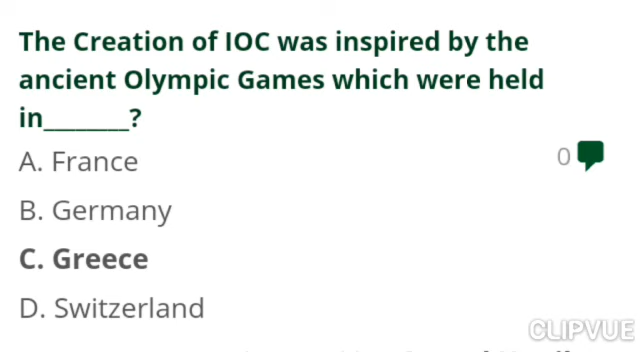 The Creation of IOC was inspired by the
ancient Olympic Games which were held
in________?
A. France
0
B. Germany
C. Greece
D. Switzerland
CLIPVUE